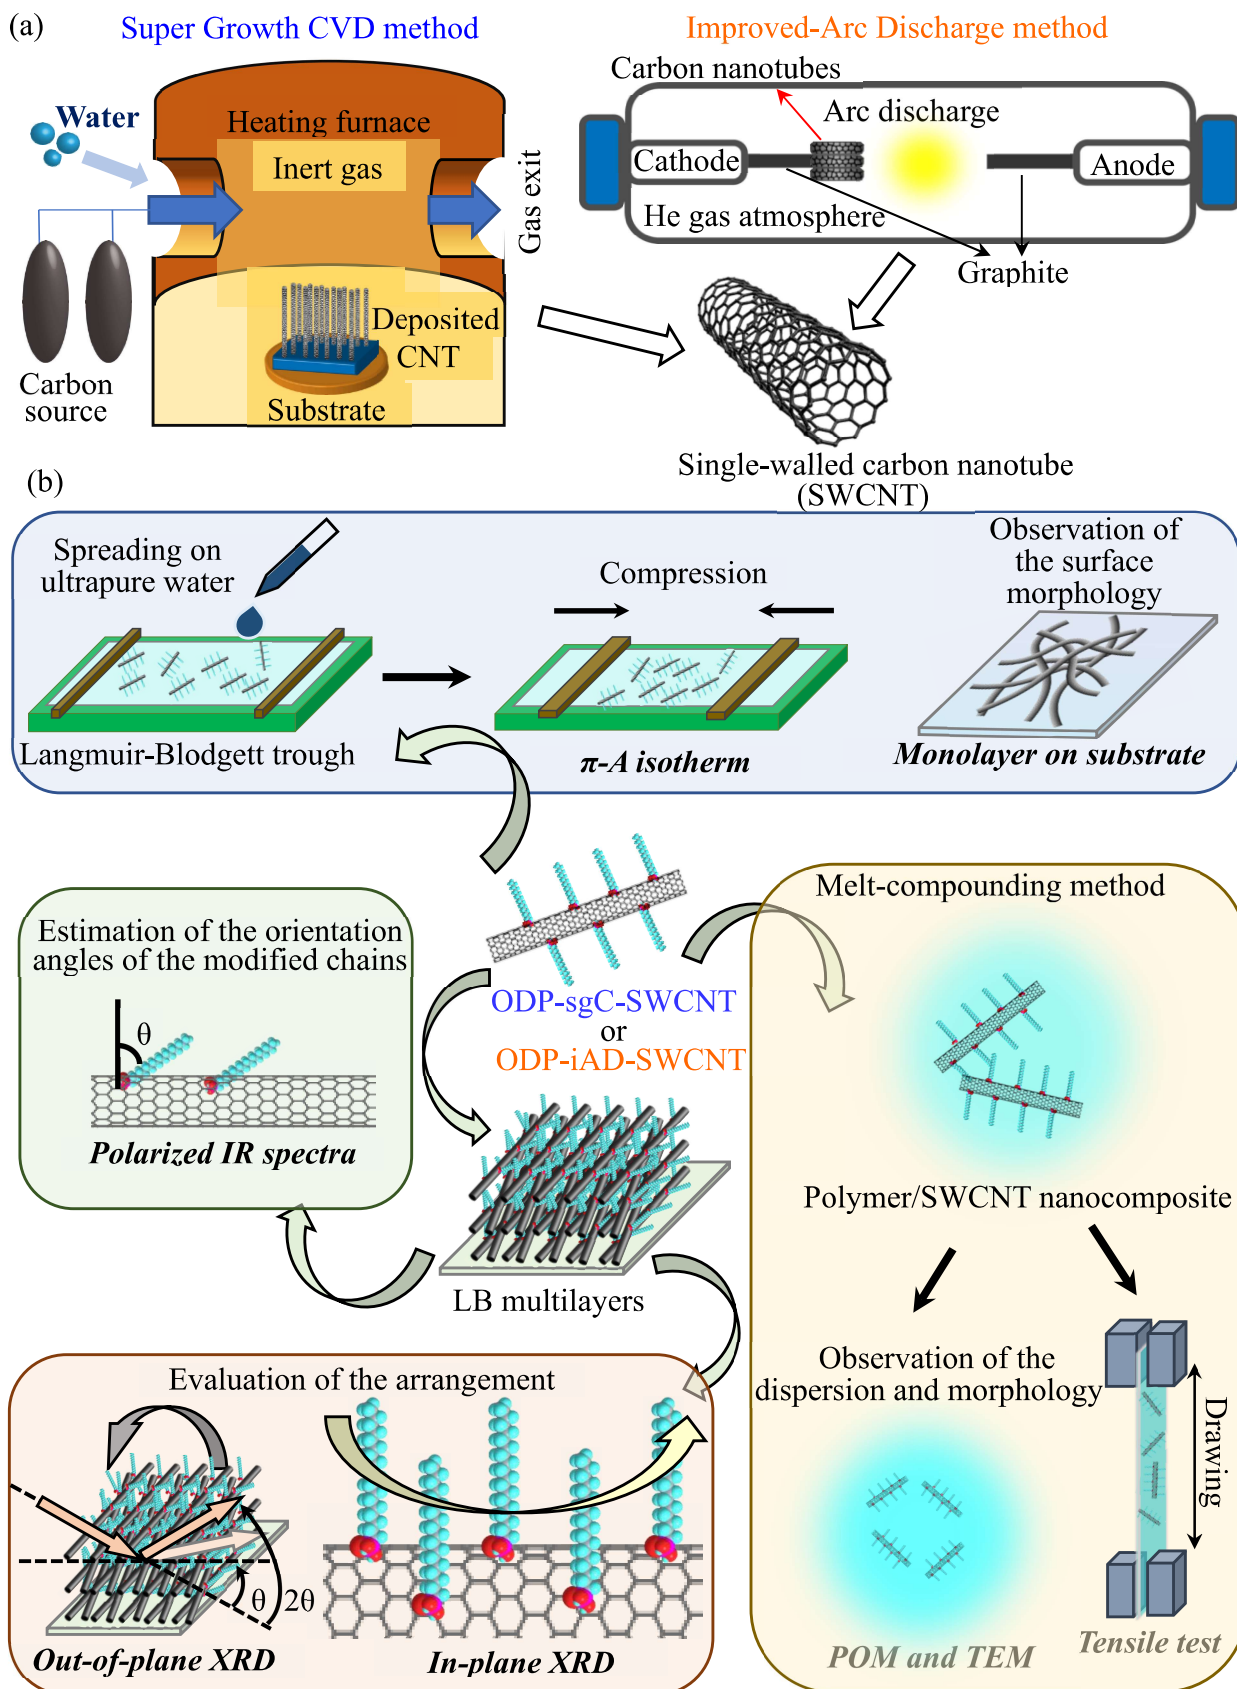 (a)
Super Growth CVD method
Improved-Arc Discharge method
Water
Heating furnace
Inert gas
Gas exit
Carbon
source
Deposited
CNT
Substrate
Carbon nanotubes
Arc discharge
Cathode
Anode
He gas atmosphere
Graphite
Single-walled carbon nanotube
(SWCNT)
(b)
Spreading on
ultrapure water
Langmuir-Blodgett trough
Compression
π-A isotherm
Observation of
the surface
morphology
Monolayer on substrate
ODP-sgC-SWCNT
or
ODP-iAD-SWCNT
Estimation of the orientation
angles of the modified chains
θ
Polarized IR spectra
LB multilayers
Evaluation of the arrangement
θ
2θ
Out-of-plane XRD
In-plane XRD
Melt-compounding method
Polymer/SWCNT nanocomposite
Observation of the
dispersion and morphology
POM and TEM
Drawing
Tensile test